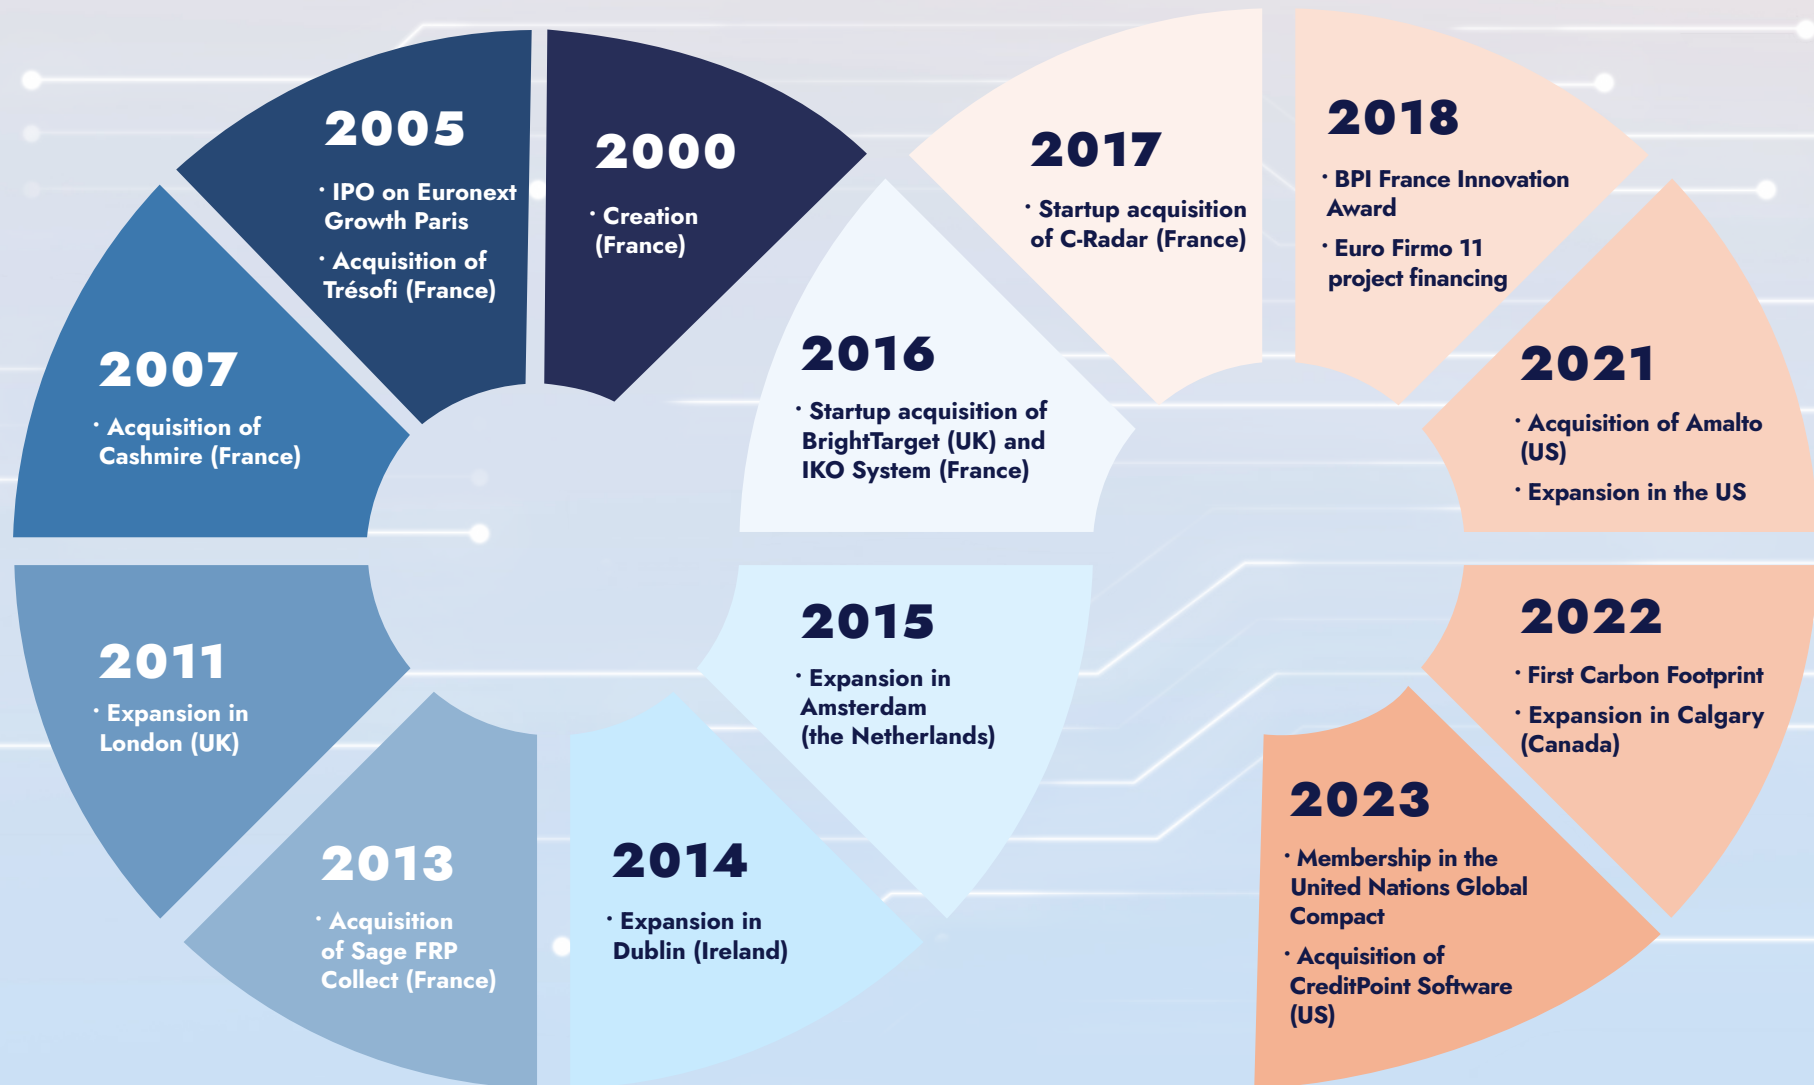 2000
· Creation
(France)
2005
· IPO on Euronext
Growth Paris
· Acquisition of
Trésofi (France)
2007
· Acquisition of
Cashmire (France)
2011
· Expansion in
London (UK)
2013
· Acquisition
of Sage FRP
Collect (France)
2014
· Expansion in
Dublin (Ireland)
2015
· Expansion in
Amsterdam
(the Netherlands)
2016
· Startup acquisition of
BrightTarget (UK) and
IKO System (France)
2017
· Startup acquisition
of C-Radar (France)
2018
· BPI France Innovation
Award
· Euro Firmo 11
project financing
2021
· Acquisition of Amalto
(US)
· Expansion in the US
2022
· First Carbon Footprint
· Expansion in Calgary
(Canada)
2023
· Membership in the
United Nations Global
Compact
· Acquisition of
CreditPoint Software
(US)